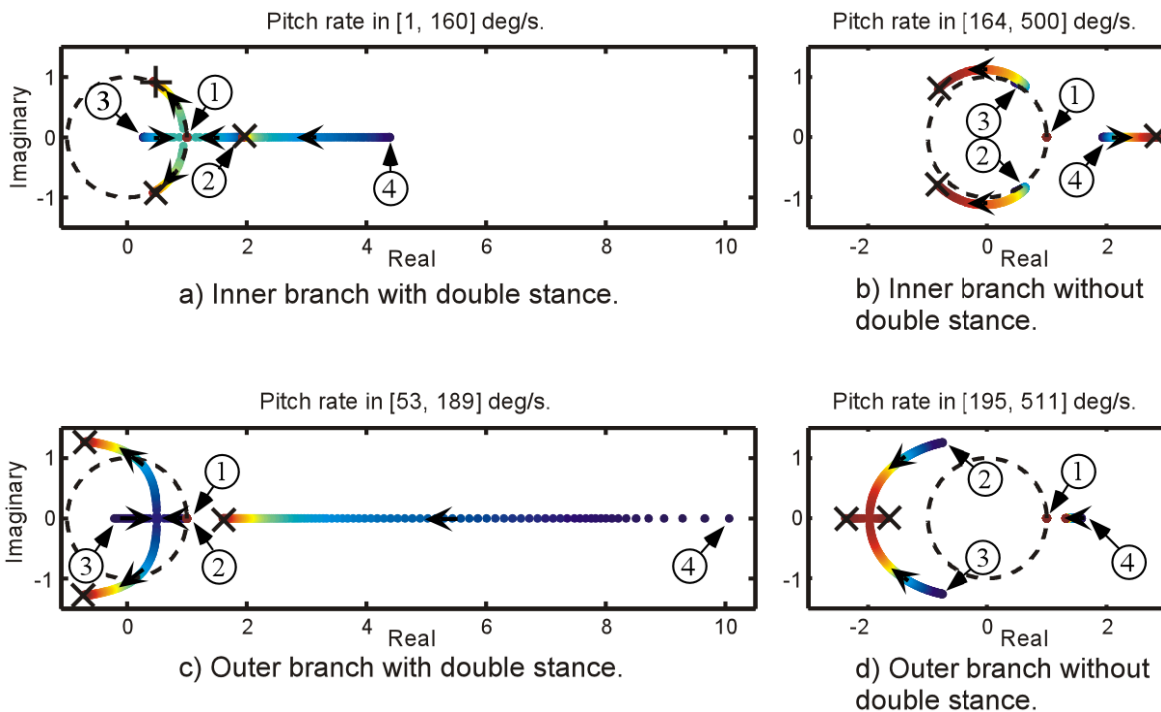 Pitch rate in [1, 160] deg/s.
Pitch rate in [164, 500] deg/s.
Imaginary
1
0
-1
3
1
2
4
0
2
4
6
8
10
Real
a) Inner branch with double stance.
1
0
-1
3
2
1
4
-2
0
2
Real
b) Inner branch without
double stance.
Pitch rate in [53, 189] deg/s.
Pitch rate in [195, 511] deg/s.
Imaginary
1
0
-1
1
3
2
4
0
2
4
6
8
10
Real
c) Outer branch with double stance.
1
0
-1
2
1
3
4
-2
0
2
Real
d) Outer branch without
double stance.